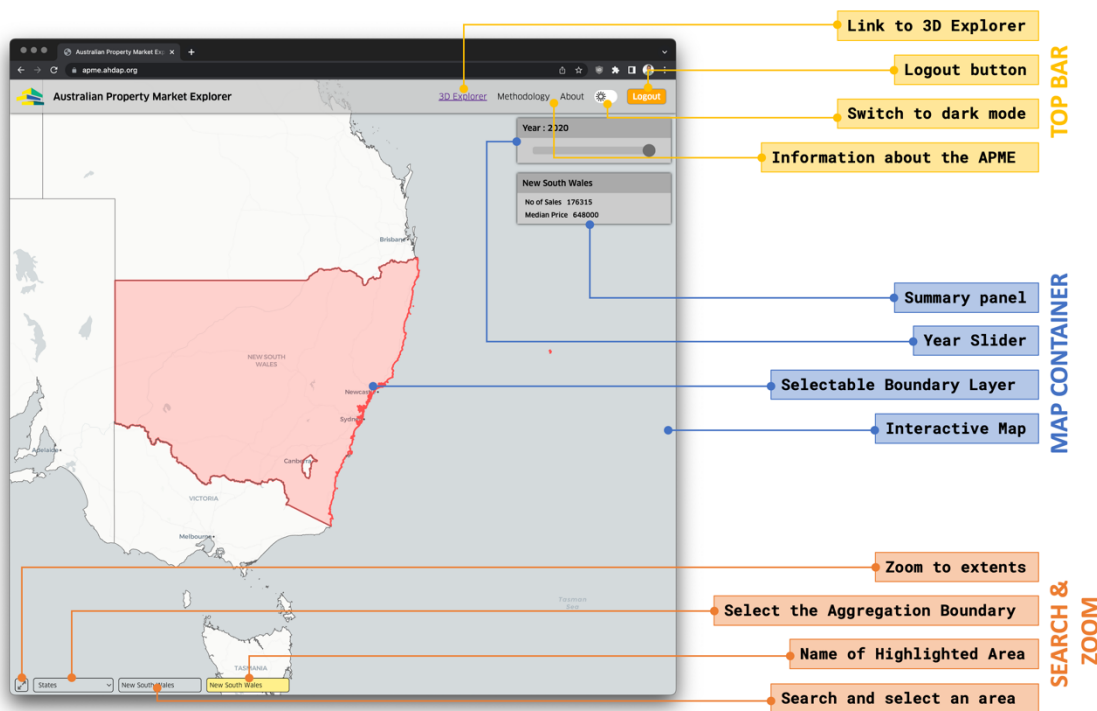 Link to 3D Explorer
Logout button
Switch to dark mode
Information about the APME
TOP BAR
Australian Property Market Ex
apme.ahdap.org
Australian Property Market Explorer
3D Explorer Methodology About Logout
Year : 2020
New South Wales
No of Sales 176315
Median Price 648000
Brisbane
NEW SOUTH
WALES
Newcas
Sydne
Canberra
Adelaide
VICTORIA
Melbourne
Tasman
Sea
TASMANIA
Summary panel
Year Slider
Selectable Boundary Layer
Interactive Map
MAP CONTAINER
Zoom to extents
Select the Aggregation Boundary
Name of Highlighted Area
Search and select an area
SEARCH &
ZOOM
States New South Wales New South Wales